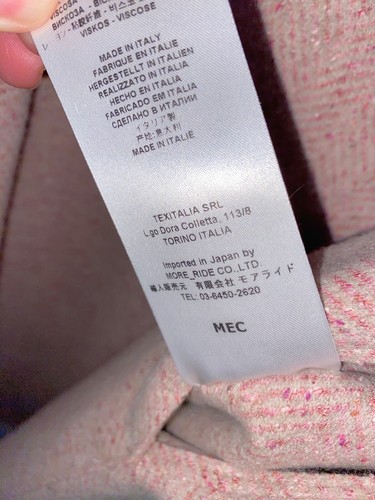 VISCOSA
ВИСКОЗА
VISKOS - VISCOSE
MADE IN ITALY
FABRIQUE EN ITALIE
HERGESTELLT IN ITALIEN
REALIZZATO IN ITALIA
HECHO EN ITALIA
FABRICADO EM ITALIA
СДЕЛАНО В ИТАЛИИ
イタリア製
产地:意大利
MADE IN ITALIE
TEXITALIA SRL
L.go Dora Colletta, 113/8
TORINO ITALIA
Imported in Japan by
MORE_RIDE CO.,LTD.
輸入販売元 有限会社 モアライド
TEL: 03-6450-2620
MEC